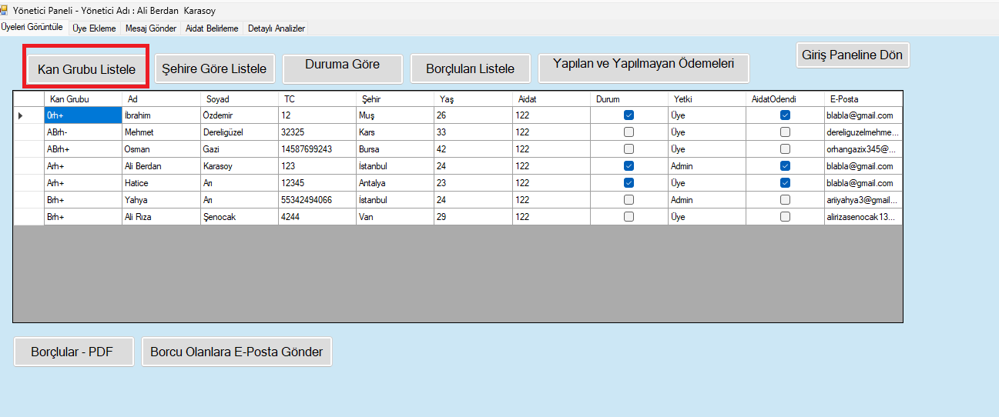 Yönetici Paneli - Yönetici Adı : Ali Berdan  Karasoy
Üyeleri Görüntüle Üye Ekleme Mesaj Gönder Aidat Belirleme Detaylı Analizler
Kan Grubu Listele Şehire Göre Listele Duruma Göre Borçluları Listele Yapılan ve Yapılmayan Ödemeleri Giriş Paneline Dön
Kan Grubu Ad Soyad TC Şehir Yaş Aidat Durum Yetki AidatOdendi E-Posta
0rh+ İbrahim Özdemir 12 Muş 26 122 Üye blabla@gmail.com
ABrh- Mehmet Dereligüzel 32325 Kars 33 122 Üye dereliguzelmehme...
ABrh+ Osman Gazi 14587699243 Bursa 42 122 Üye orhangazix345@...
Arh+ Ali Berdan Karasoy 123 İstanbul 24 122 Admin blabla@gmail.com
Arh+ Hatice Arı 12345 Antalya 23 122 Üye blabla@gmail.com
Brh+ Yahya Arı 55342494066 İstanbul 24 122 Admin ariiyahya3@gmail...
Brh+ Ali Rıza Şenocak 4244 Van 29 122 Üye alirizasenocak13...
Borçlular - PDF Borcu Olanlara E-Posta Gönder